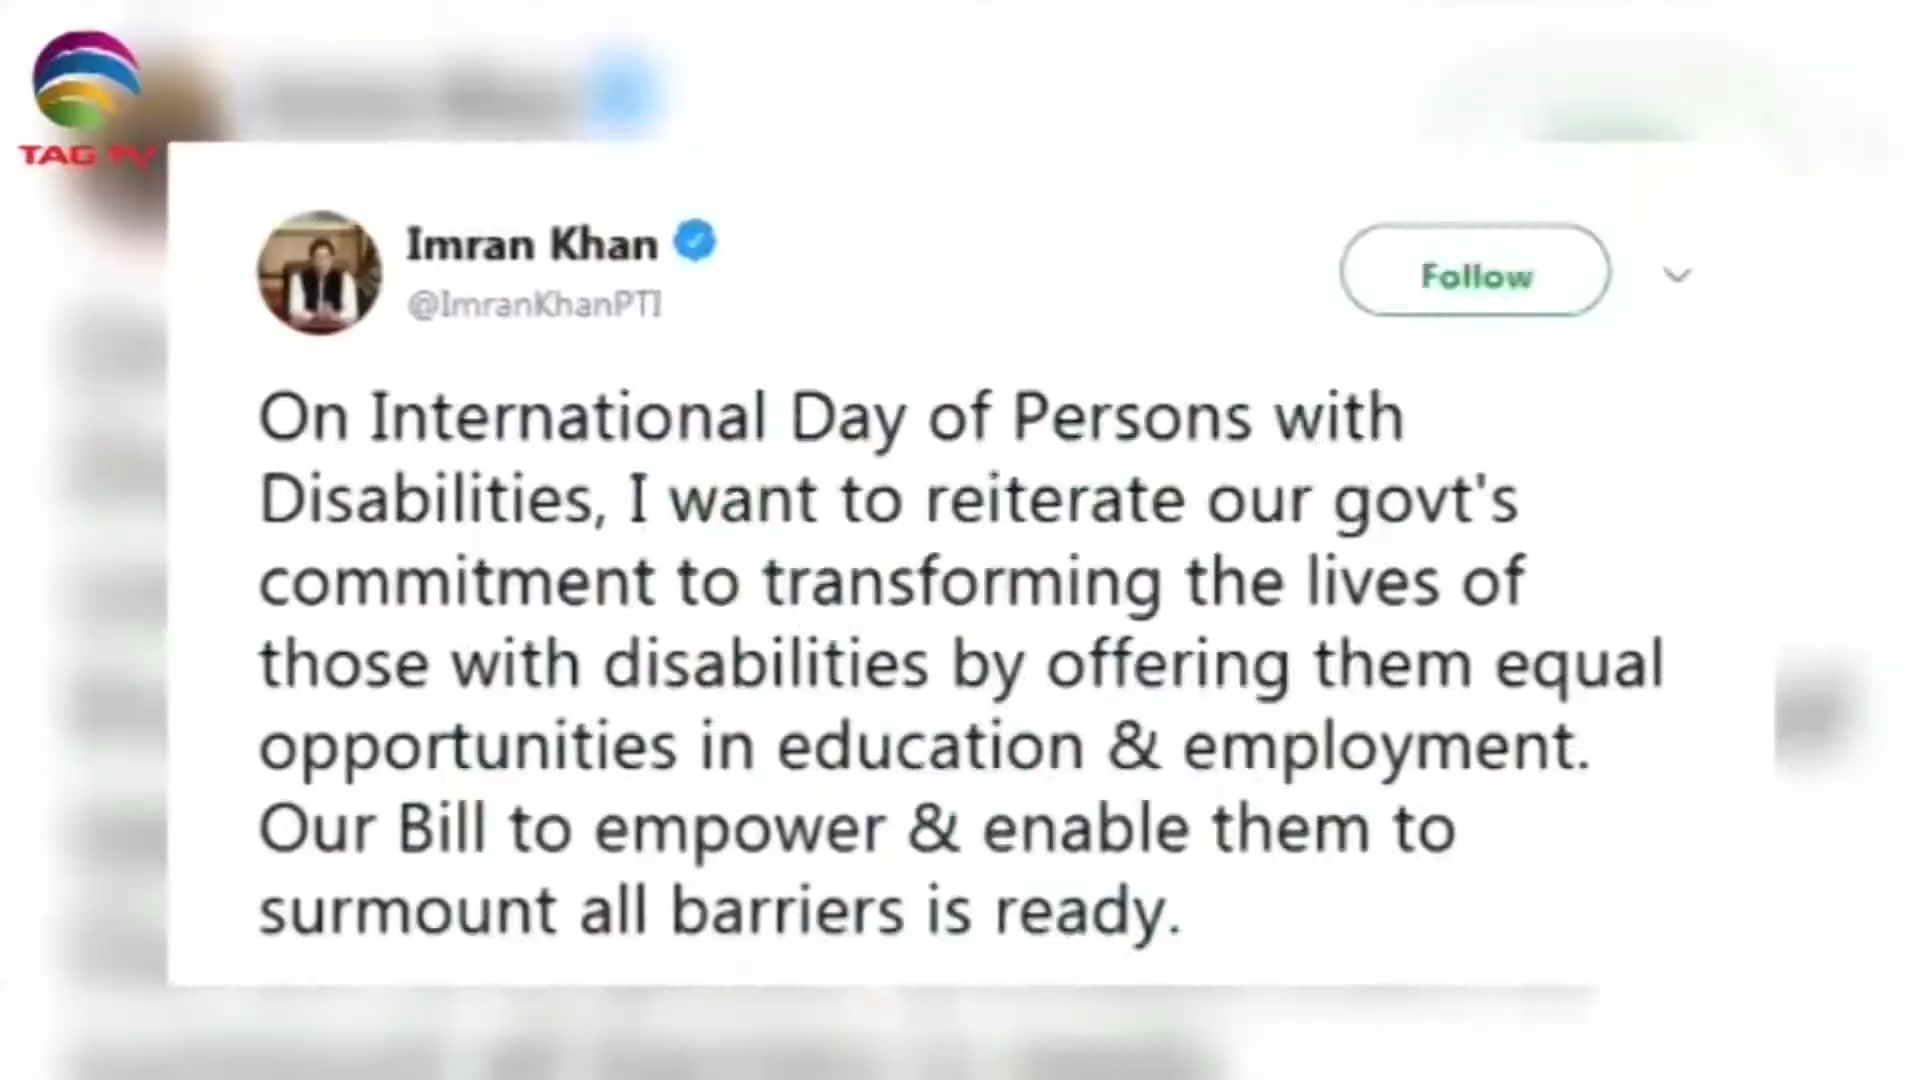 TAG TV
Imran Khan
@ImranKhanPTI
Follow
On International Day of Persons with
Disabilities, I want to reiterate our govt's
commitment to transforming the lives of
those with disabilities by offering them equal
opportunities in education & employment.
Our Bill to empower & enable them to
surmount all barriers is ready.